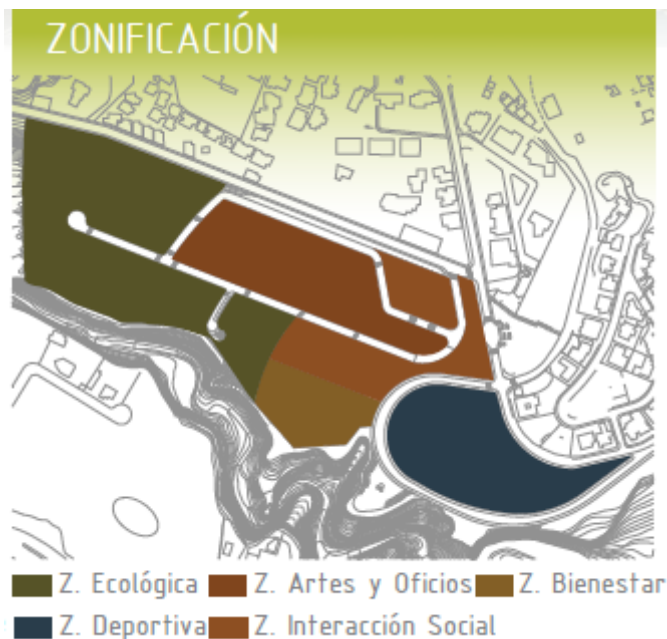 ZONIFICACIÓN
Z. Ecológica Z. Artes y Oficios Z. Bienestar
Z. Deportiva Z. Interacción Social